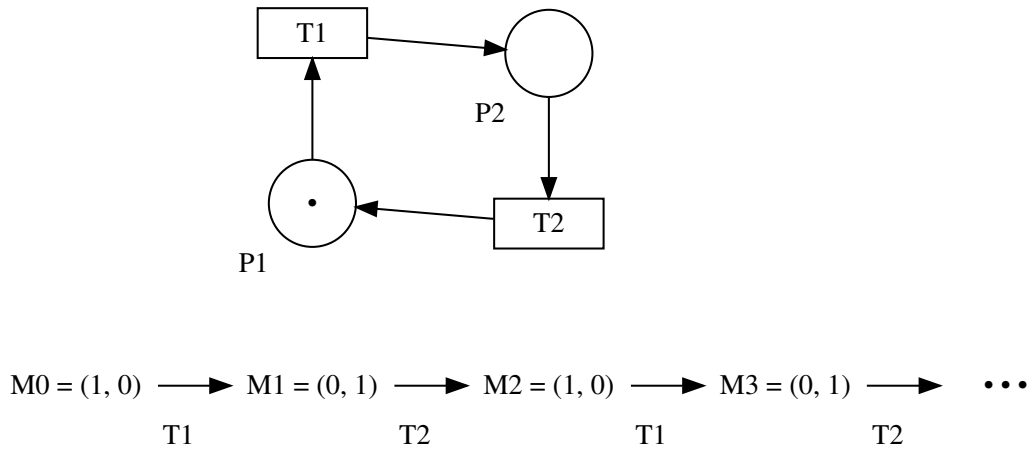 T1
P2
T2
P1
M0 = (1, 0) M1 = (0, 1) M2 = (1, 0) M3 = (0, 1) •••
T1 T2 T1 T2